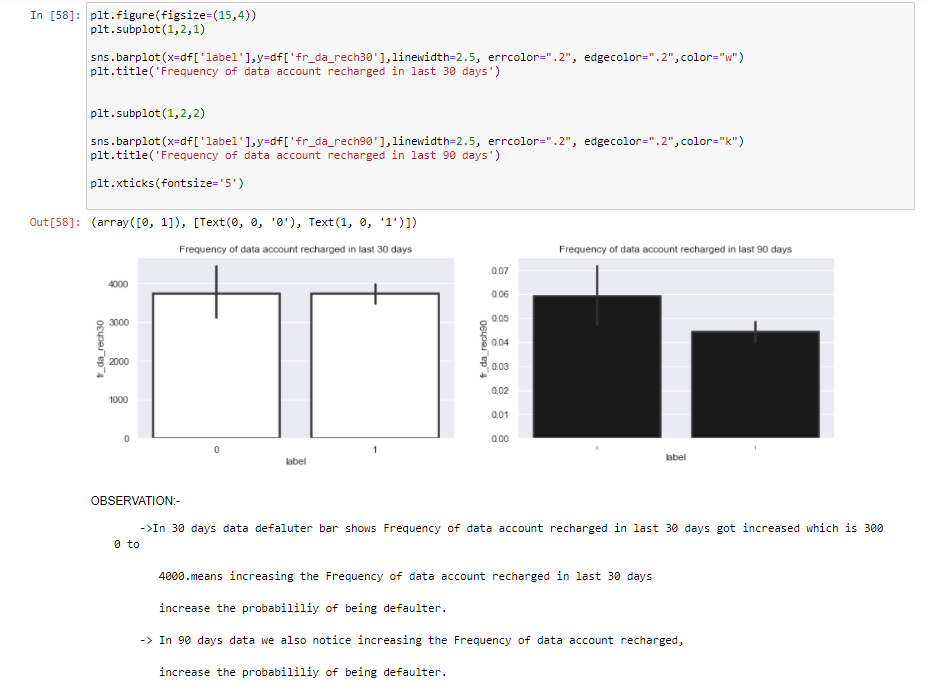 In [58]: plt.figure(figsize=(15,4))
plt.subplot(1,2,1)
sns.barplot(x=df['label'],y=df['fr_da_rech30'],linewidth=2.5, errcolor=".2", edgecolor=".2",color="w")
plt.title('Frequency of data account recharged in last 30 days')
plt.subplot(1,2,2)
sns.barplot(x=df['label'],y=df['fr_da_rech90'],linewidth=2.5, errcolor=".2", edgecolor=".2",color="k")
plt.title('Frequency of data account recharged in last 90 days')
plt.xticks(fontsize='5')
Out[58]: (array([0, 1]), [Text(0, 0, '0'), Text(1, 0, '1')])
Frequency of data account recharged in last 30 days
4000
3000
2000
1000
0
fr_da_rech30
0 1
label
Frequency of data account recharged in last 90 days
0.07
0.06
0.05
0.04
0.03
0.02
0.01
0.00
fr_da_rech90
label
OBSERVATION:-
->In 30 days data defaluter bar shows Frequency of data account recharged in last 30 days got increased which is 300
0 to
4000.means increasing the Frequency of data account recharged in last 30 days
increase the probabililiy of being defaulter.
-> In 90 days data we also notice increasing the Frequency of data account recharged,
increase the probabililiy of being defaulter.